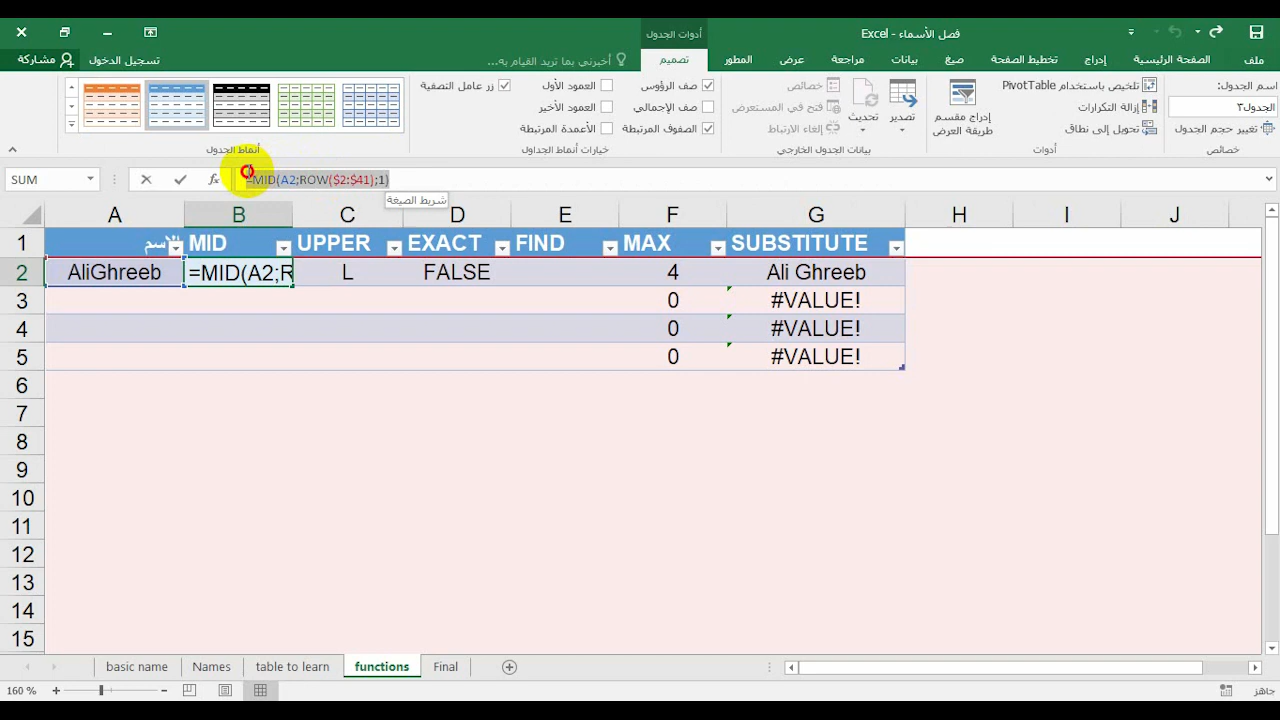 فصل الأسماء - Excel
أدوات الجدول
ملف
الصفحة الرئيسية
إدراج
تخطيط الصفحة
صيغ
بيانات
مراجعة
عرض
المطور
تصميم
أخبرني بما تريد القيام به...
تسجيل الدخول
مشاركة
اسم الجدول:
الجدول٣
تغيير حجم الجدول
خصائص
تلخيص باستخدام PivotTable
إزالة التكرارات
تحويل إلى نطاق
أدوات
إدراج مقسم
طريقة العرض
تصدير
تحديث
خصائص
فتح في المستعرض
إلغاء الارتباط
بيانات الجدول الخارجي
صف الرؤوس
صف الإجمالي
الصفوف المرتبطة
العمود الأول
العمود الأخير
الأعمدة المرتبطة
زر عامل التصفية
خيارات أنماط الجداول
أنماط الجدول
SUM
fx
=MID(A2;ROW($2:$41);1)
شريط الصيغة
A B C D E F G H I J
1 الاسم MID UPPER EXACT FIND MAX SUBSTITUTE
2 AliGhreeb =MID(A2;R L FALSE 4 Ali Ghreeb
3 0 #VALUE!
4 0 #VALUE!
5 0 #VALUE!
6
7
8
9
10
11
12
13
14
15
basic name Names table to learn functions Final
160 %
جاهز